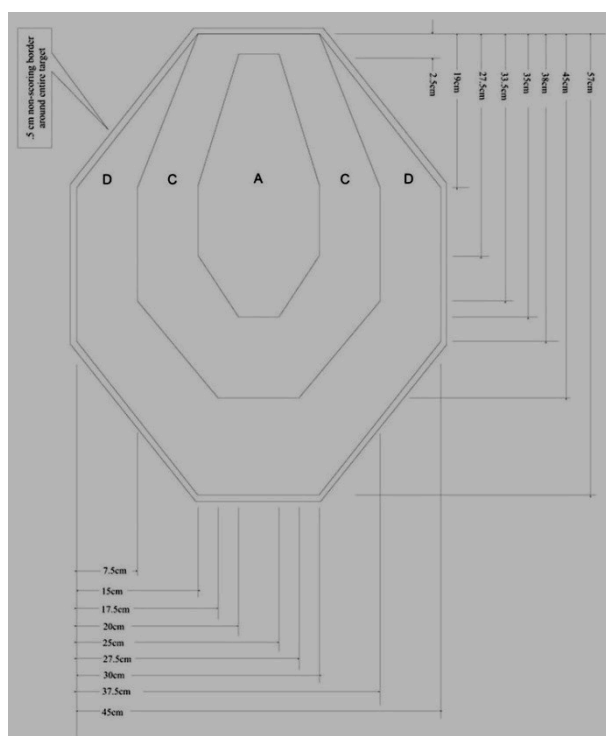 .5 cm non-scoring border
around entire target
2.5cm
19cm
27.5cm
33.5cm
35cm
38cm
45cm
57cm
D
C
A
C
D
7.5cm
15cm
17.5cm
20cm
25cm
27.5cm
30cm
37.5cm
45cm